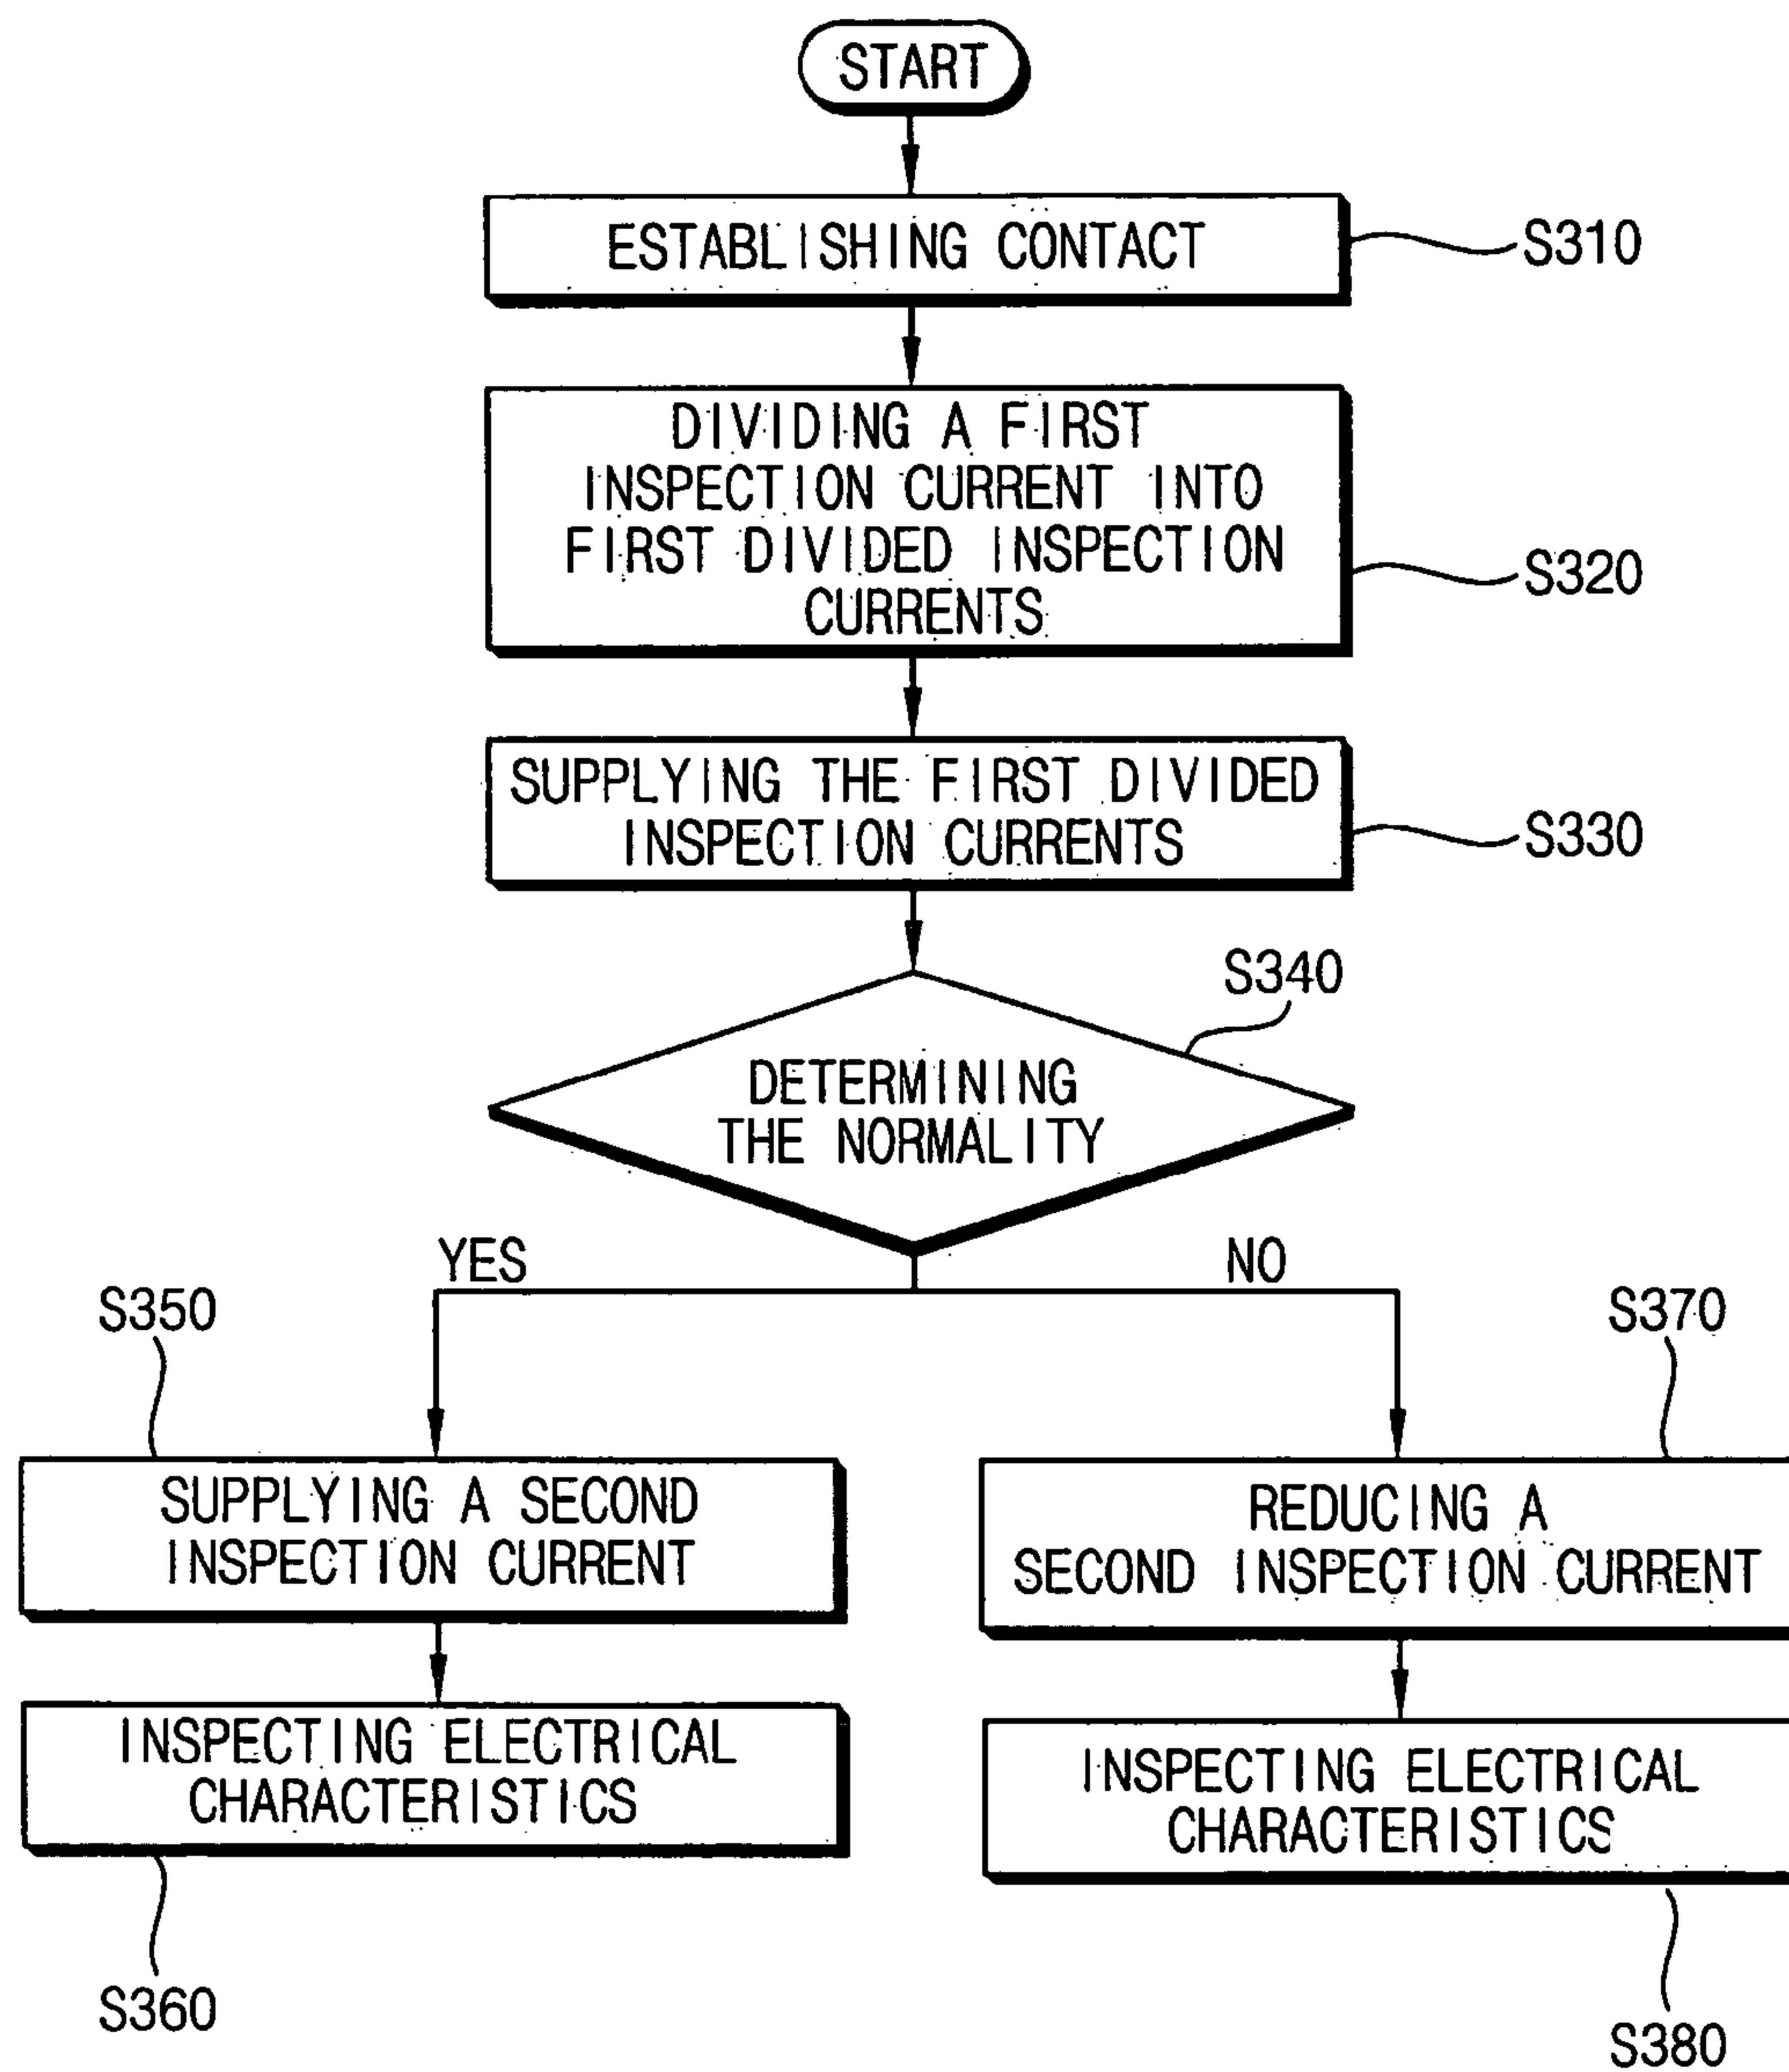 START
ESTABLISHING CONTACT
S310
DIVIDING A FIRST
INSPECTION CURRENT INTO
FIRST DIVIDED INSPECTION
CURRENTS
S320
SUPPLYING THE FIRST DIVIDED
INSPECTION CURRENTS
S330
S340
DETERMINING
THE NORMALITY
YES
NO
S350
S370
SUPPLYING A SECOND
INSPECTION CURRENT
REDUCING A
SECOND INSPECTION CURRENT
INSPECTING ELECTRICAL
CHARACTERISTICS
INSPECTING ELECTRICAL
CHARACTERISTICS
S360
S380